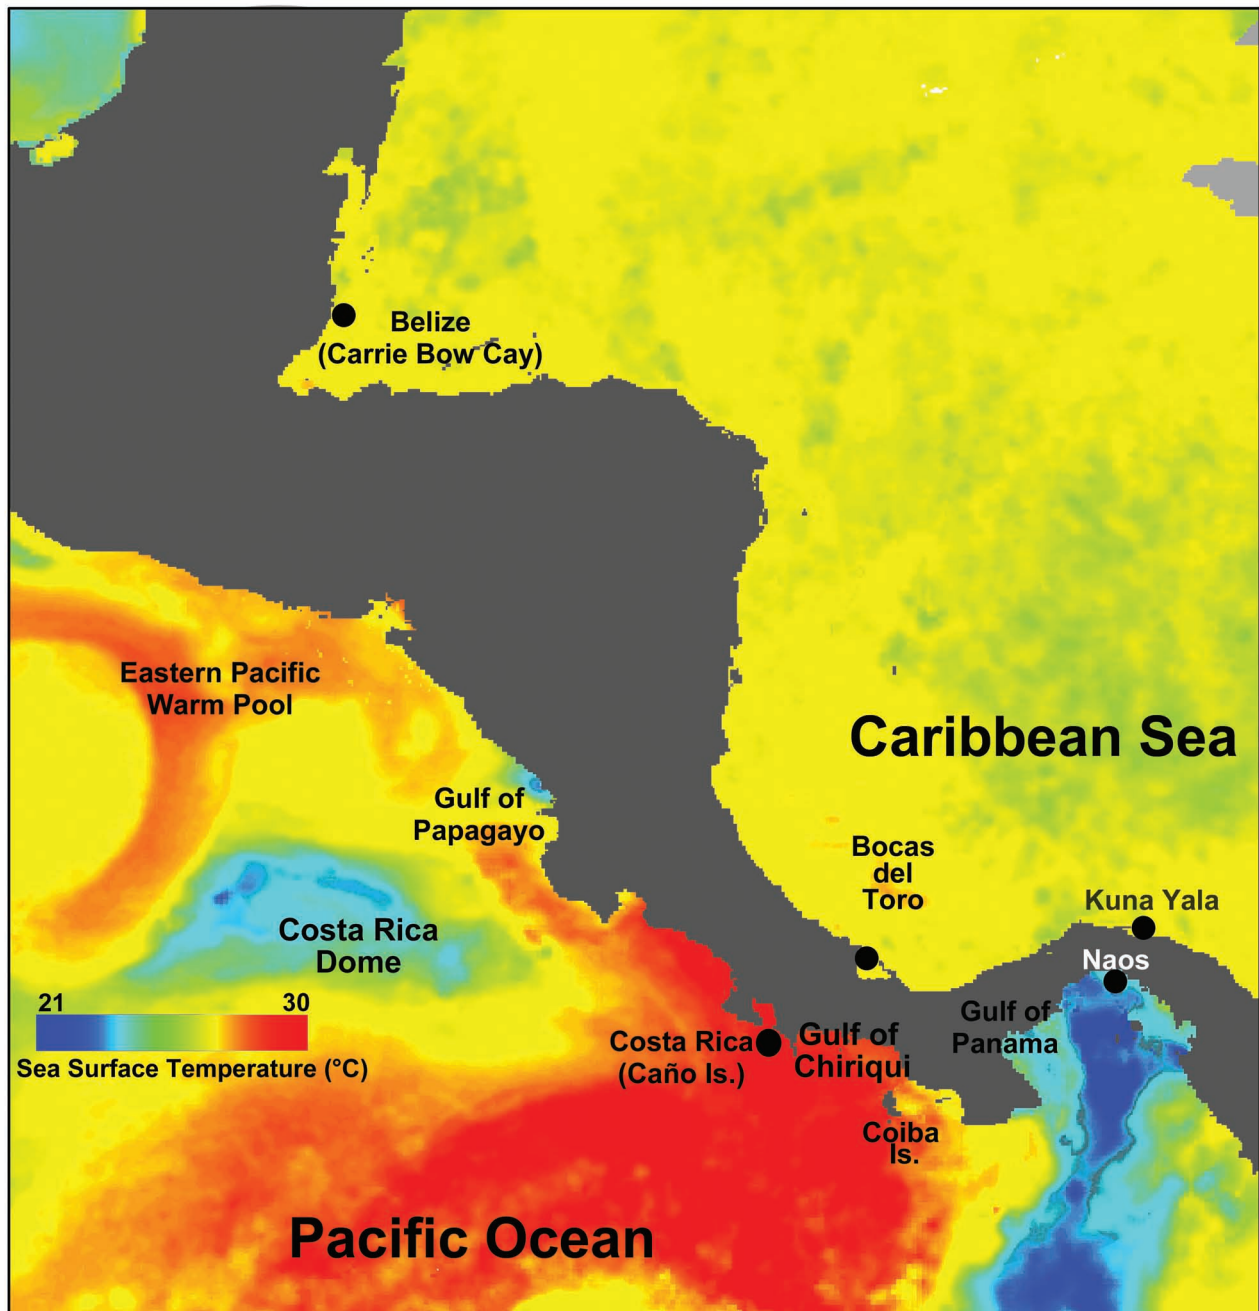 Belize
(Carrie Bow Cay)
Eastern Pacific
Warm Pool
Caribbean Sea
Gulf of
Papagayo
Bocas
del
Toro
Kuna Yala
Costa Rica
Dome
Naos
21
30
Sea Surface Temperature (°C)
Gulf of
Panama
Costa Rica
(Caño Is.)
Gulf of
Chiriqui
Coiba
Is.
Pacific Ocean